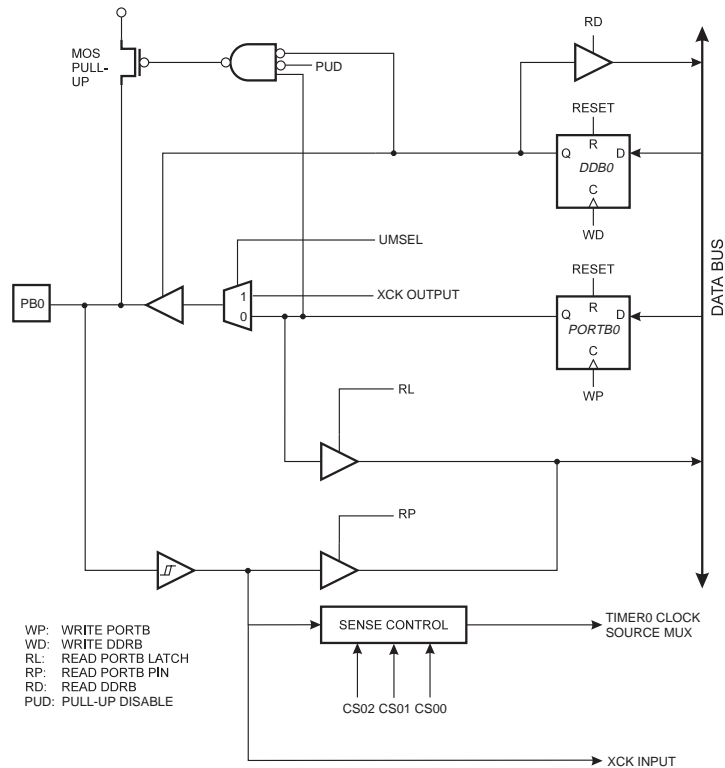 RD
MOS
PULL-
UP
PUD
RESET
R
Q
D
DDB0
C
WD
UMSEL
RESET
DATA BUS
PB0
1
XCK OUTPUT
0
R
Q
D
PORTB0
C
WP
RL
RP
WP: WRITE PORTB
WD: WRITE DDRB
RL: READ PORTB LATCH
RP: READ PORTB PIN
RD: READ DDRB
PUD: PULL-UP DISABLE
SENSE CONTROL
TIMER0 CLOCK
SOURCE MUX
CS02 CS01 CS00
XCK INPUT